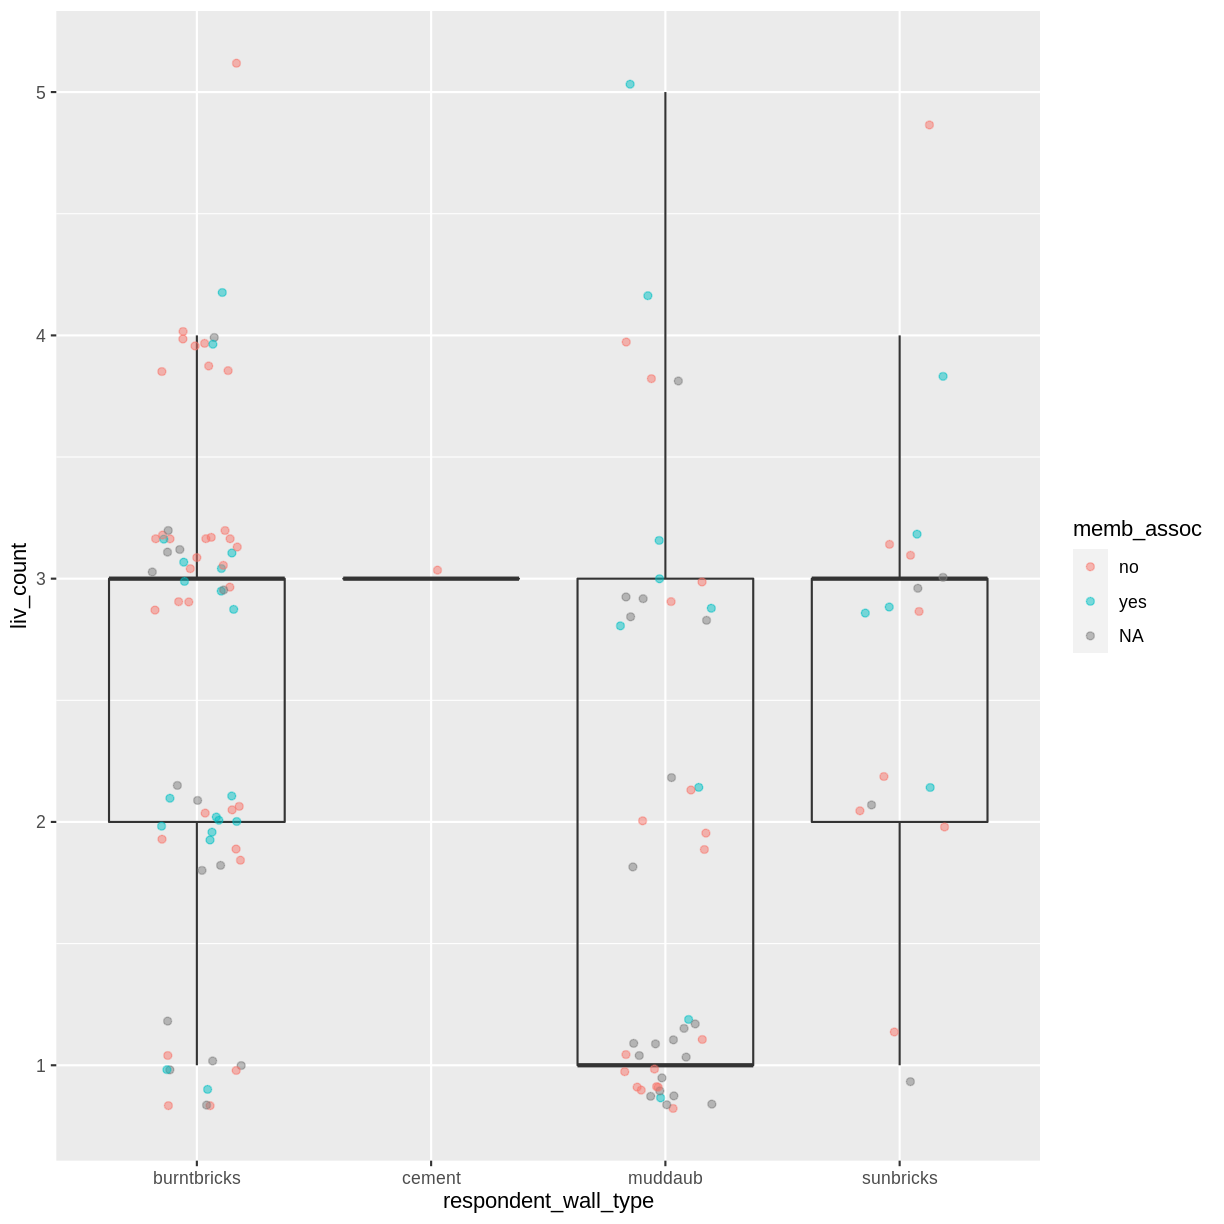 5
4
3
2
1
liv_count
burntbricks
cement
muddaub
sunbricks
respondent_wall_type
memb_assoc
no
yes
NA